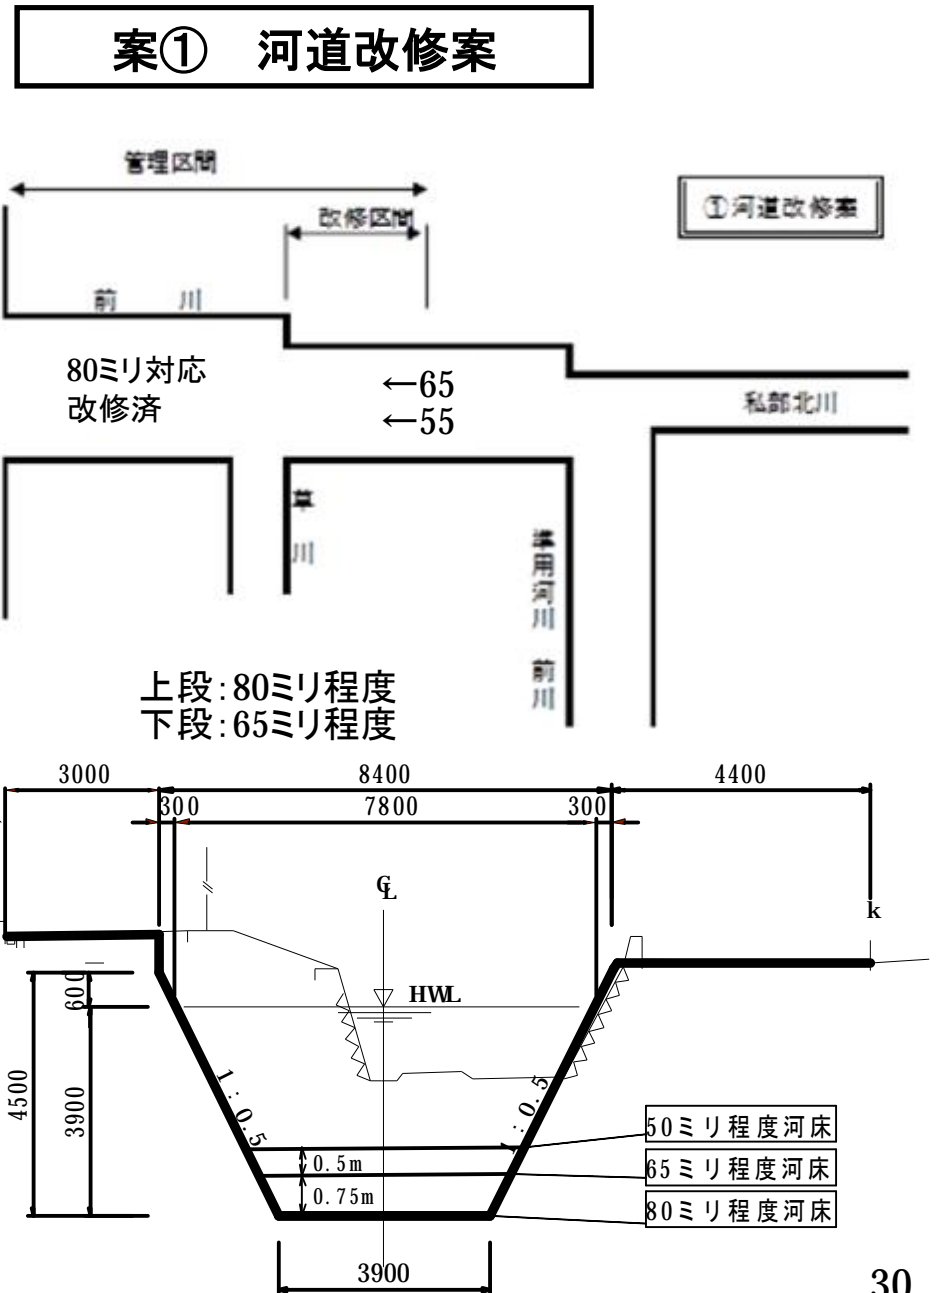 案①　河道改修案
管理区間
改修区間
①河道改修案
前　川
80ミリ対応
改修済
←65
←55
私部北川
草川
準用河川 前川
上段:80ミリ程度
下段:65ミリ程度
3000
8400
4400
300
7800
300
℄
k
HWL
600
4500
3900
1:0.5
1:0.5
50ミリ程度河床
0.5m
65ミリ程度河床
0.75m
80ミリ程度河床
3900
30